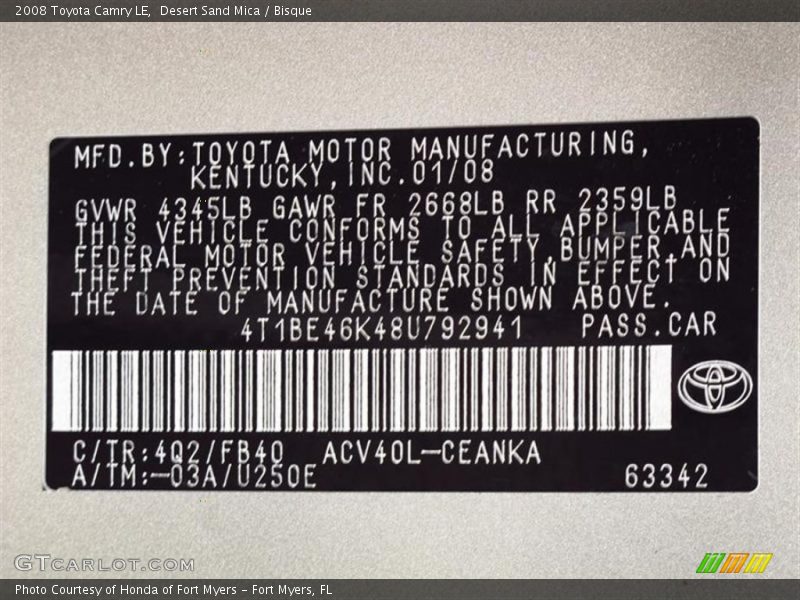 2008 Toyota Camry LE, Desert Sand Mica / Bisque
MFD.BY:TOYOTA MOTOR MANUFACTURING,
KENTUCKY,INC.01/08
GVWR 4345LB GAWR FR 2668LB RR 2359LB
THIS VEHICLE CONFORMS TO ALL APPLICABLE
FEDERAL MOTOR VEHICLE SAFETY,BUMPER,AND
THEFT PREVENTION STANDARDS IN EFFECT ON
THE DATE OF MANUFACTURE SHOWN ABOVE.
4T1BE46K48U792941 PASS.CAR
C/TR:4Q2/FB40 ACV40L-CEANKA
A/TM:-03A/U250E 63342
GTCARLOT.COM
Photo Courtesy of Honda of Fort Myers - Fort Myers, FL